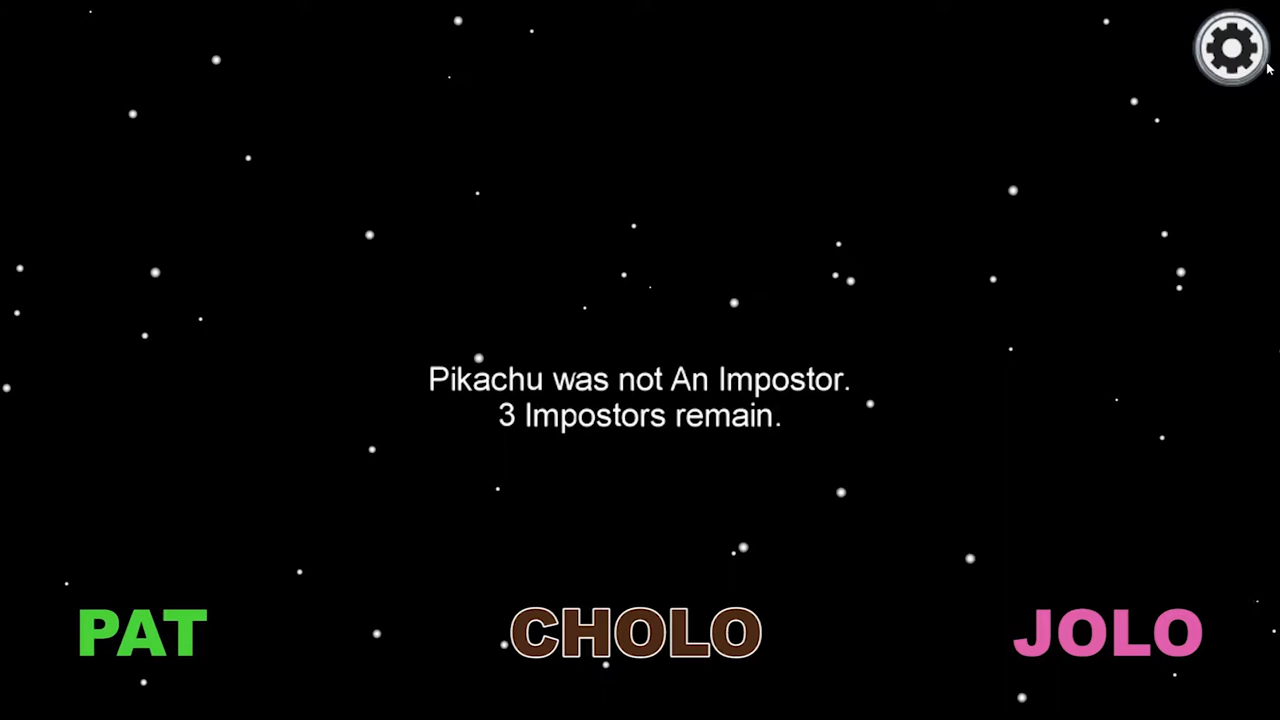 Pikachu was not An Impostor.
3 Impostors remain.
PAT CHOLO JOLO